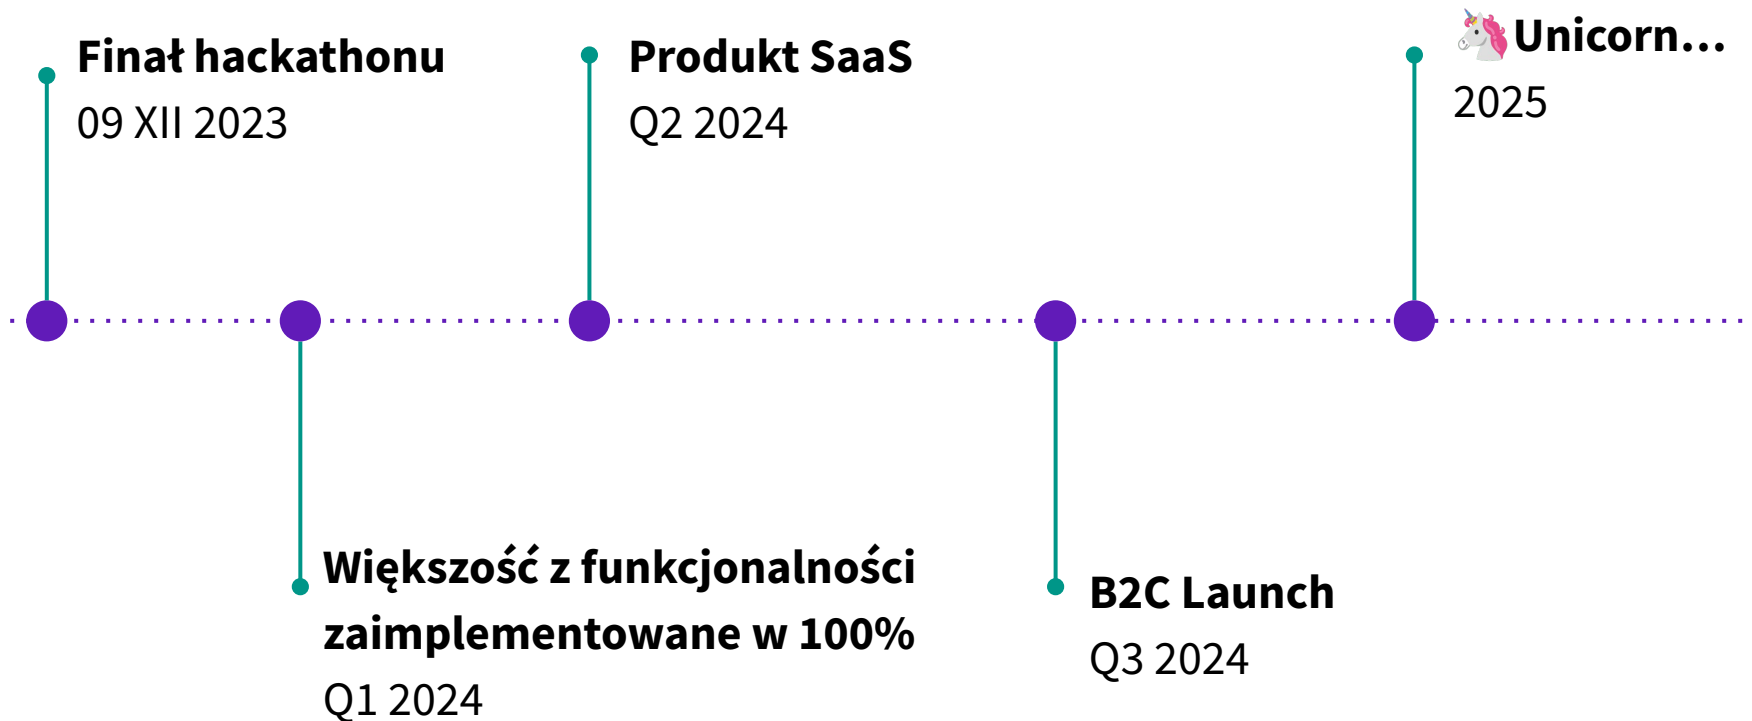 Finał hackathonu
09 XII 2023
Większość z funkcjonalności
zaimplementowane w 100%
Q1 2024
Produkt SaaS
Q2 2024
B2C Launch
Q3 2024
🦄Unicorn...
2025